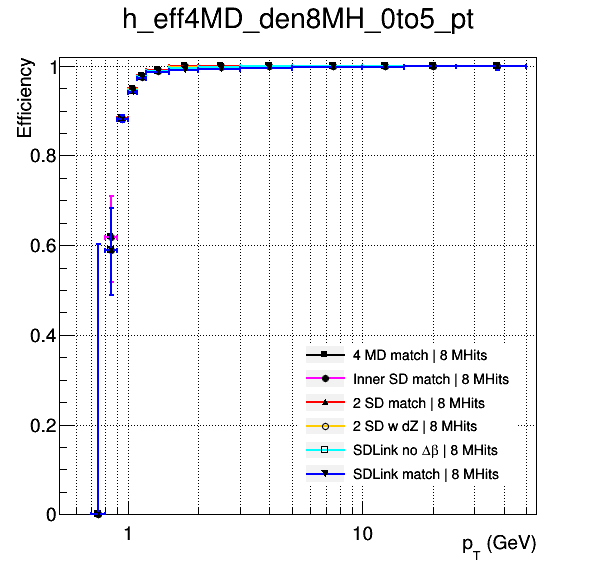 h_eff4MD_den8MH_0to5_pt
Efficiency
1
0.8
0.6
0.4
0.2
0
4 MD match | 8 MHits
Inner SD match | 8 MHits
2 SD match | 8 MHits
2 SD w dZ | 8 MHits
SDLink no Δβ | 8 MHits
SDLink match | 8 MHits
1 10
p_T (GeV)